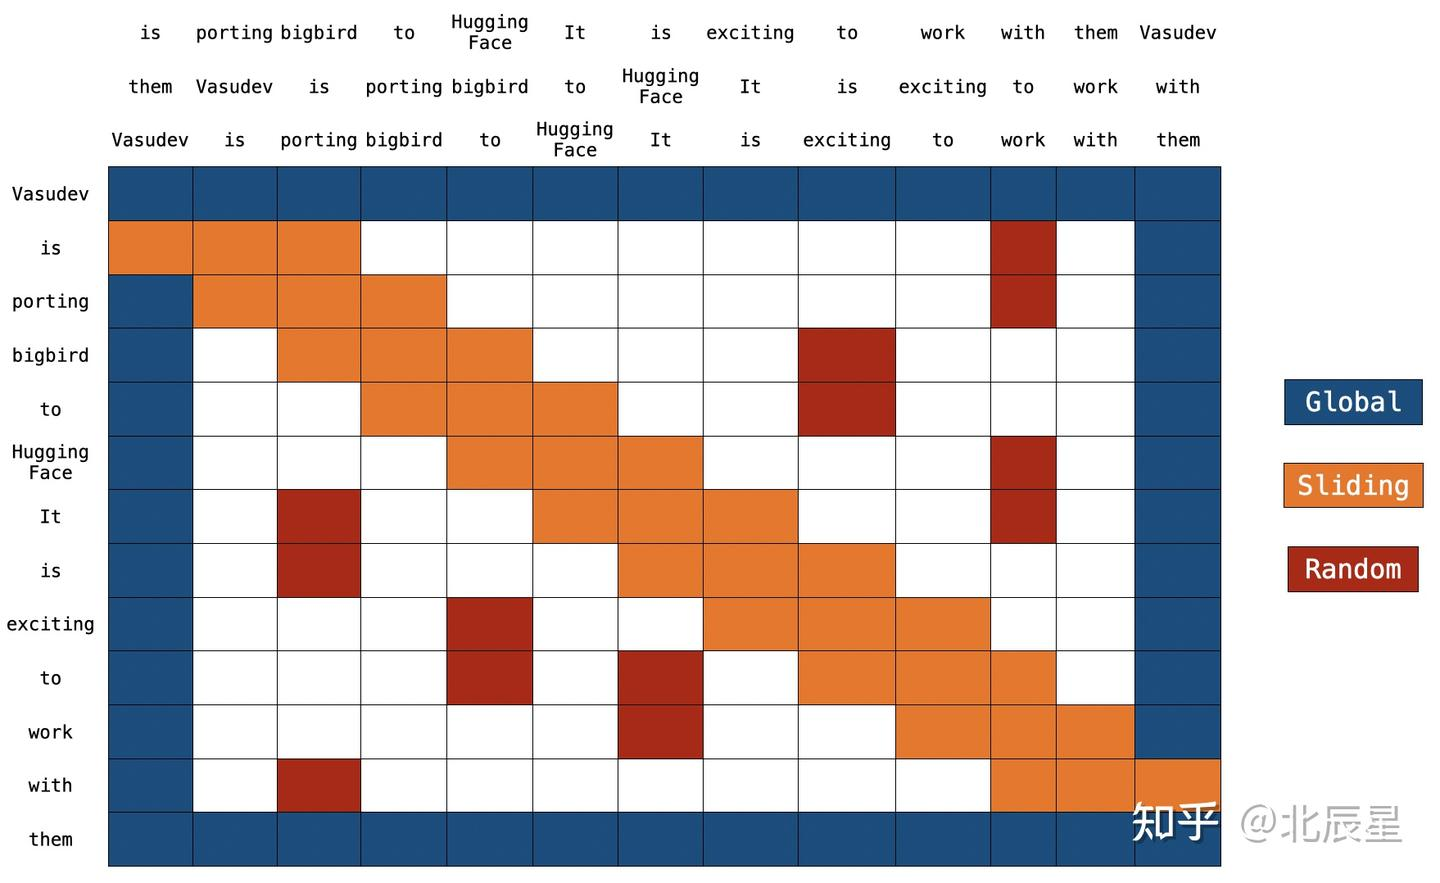 is porting bigbird to Hugging Face It is exciting to work with them Vasudev
them Vasudev is porting bigbird to Hugging Face It is exciting to work with
Vasudev is porting bigbird to Hugging Face It is exciting to work with them
Vasudev
is
porting
bigbird
to
Hugging
Face
It
is
exciting
to
work
with
them
Global
Sliding
Random
知乎 @北辰星